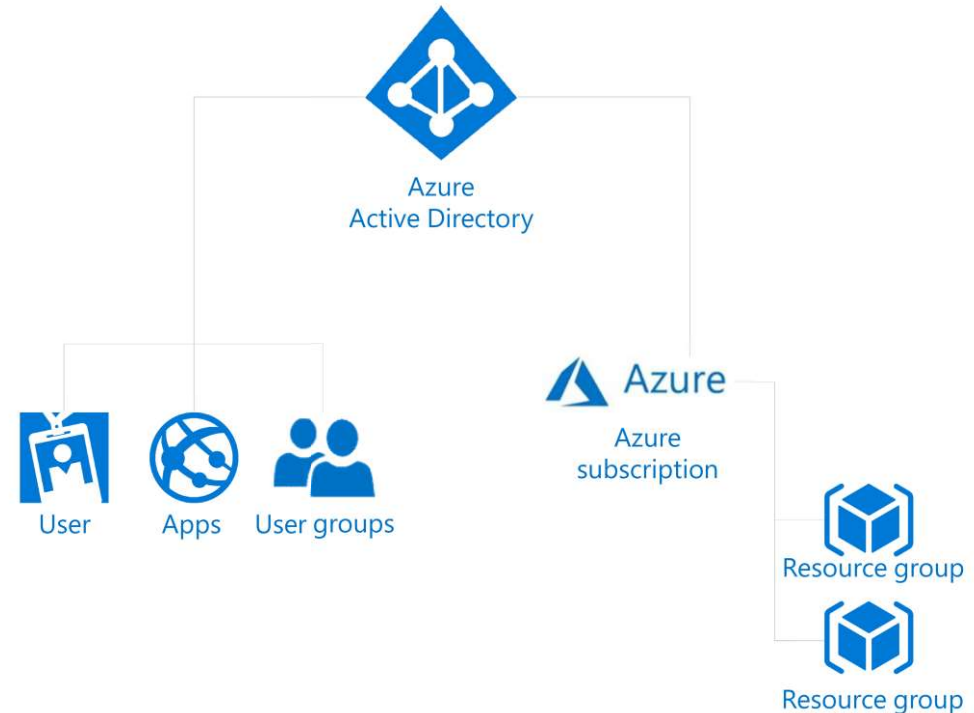 Azure
Active Directory
Azure
Azure
subscription
User
Apps
User groups
Resource group
Resource group